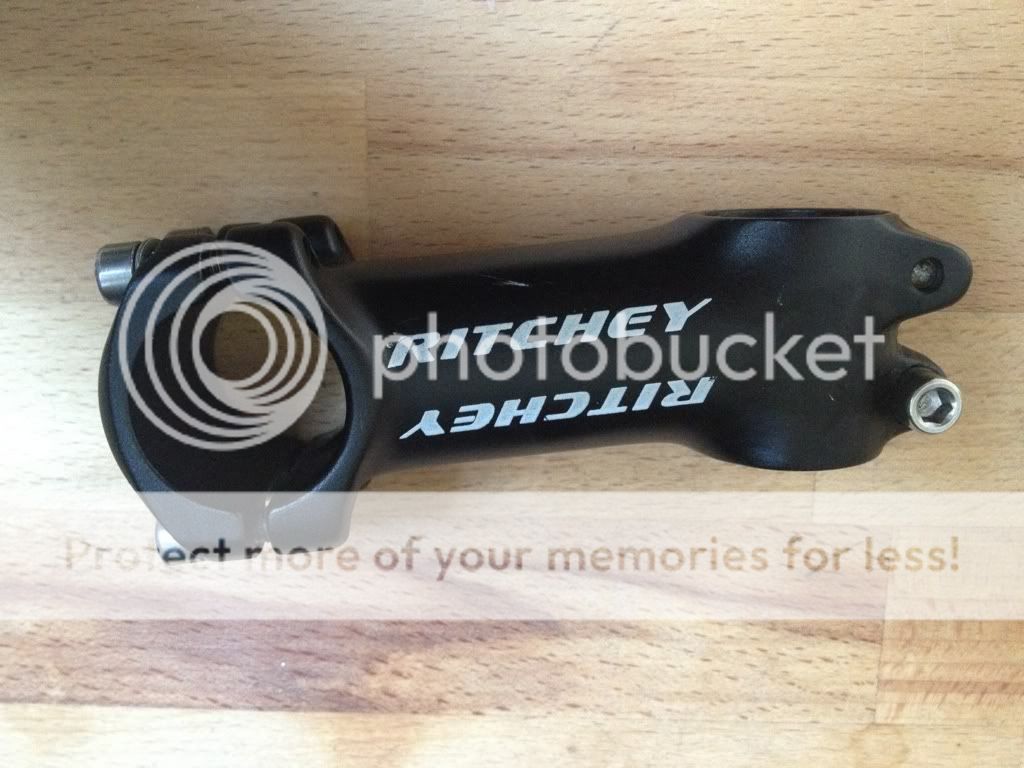 RITCHEY
photobucket
RITCHEY
Protect more of your memories for less!